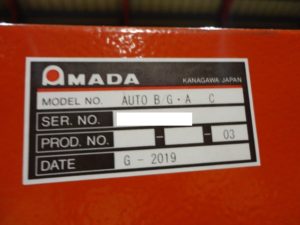 AMADA
KANAGAWA JAPAN
MODEL NO. AUTO B G・A C
SER. NO.
PROD. NO. - - 03
DATE G - 2019